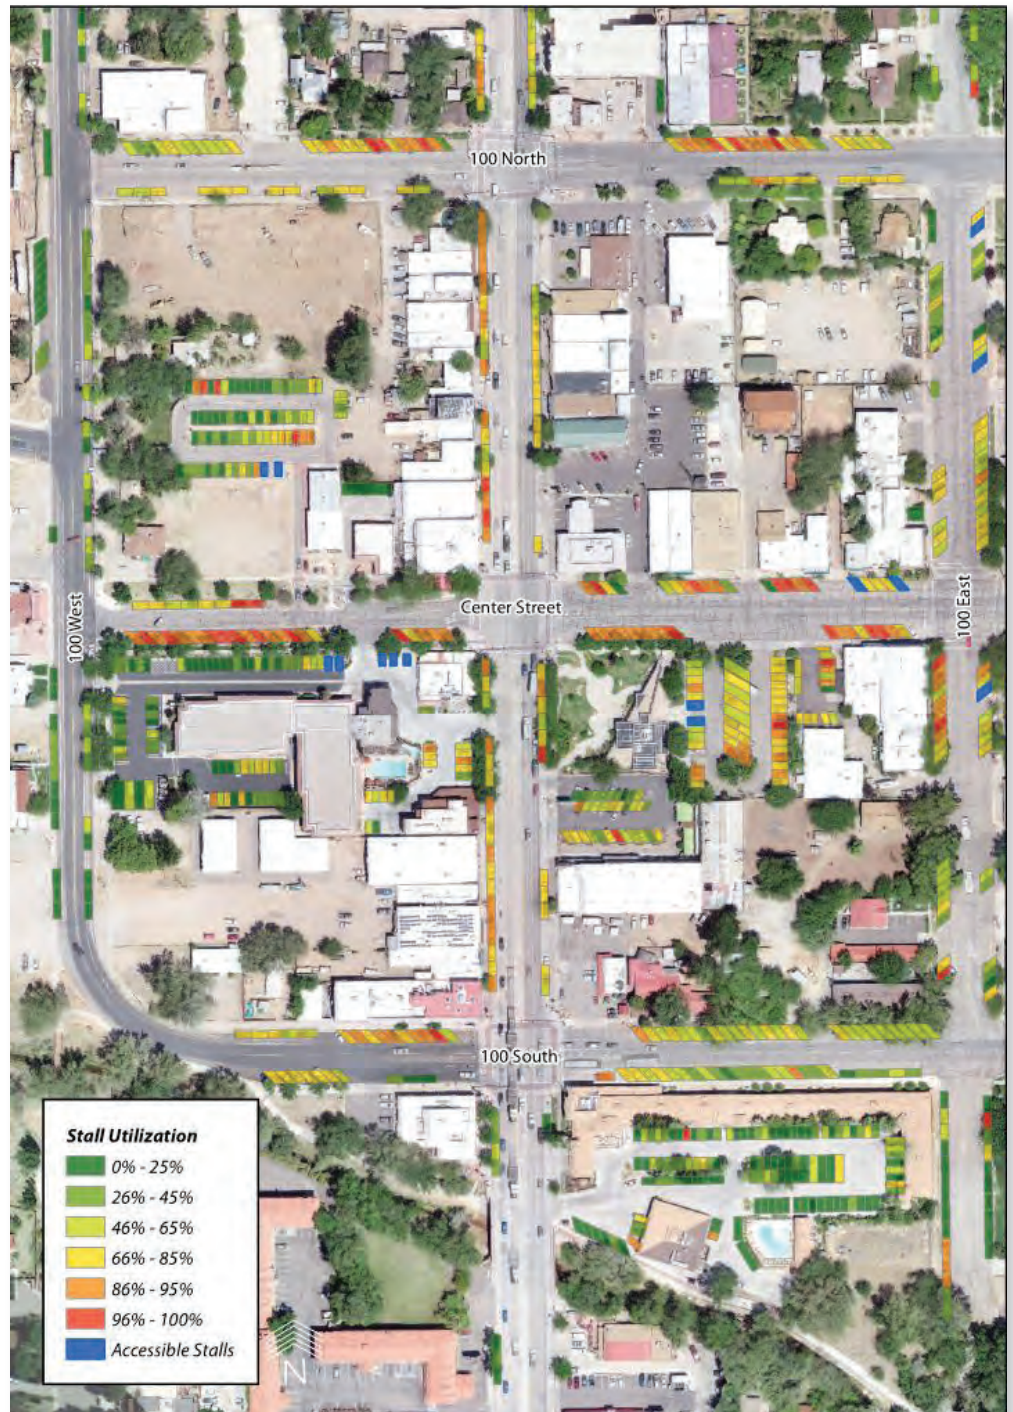 100 North
Center Street
100 West
100 East
100 South
Stall Utilization
0% - 25%
26% - 45%
46% - 65%
66% - 85%
86% - 95%
96% - 100%
Accessible Stalls
N